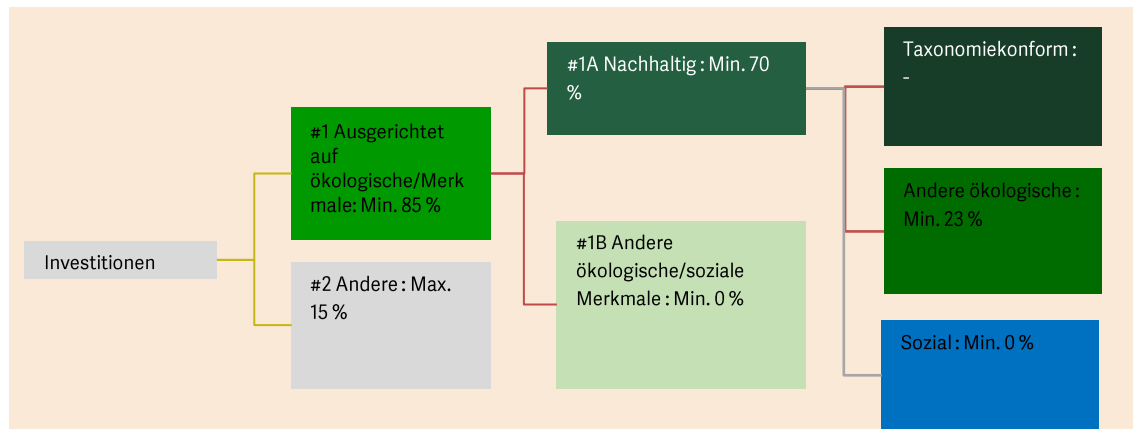 Investitionen
#1 Ausgerichtet
auf
ökologische/Merk
male: Min. 85 %
#2 Andere : Max.
15 %
#1A Nachhaltig : Min. 70
%
#1B Andere
ökologische/soziale
Merkmale : Min. 0 %
Taxonomiekonform :
-
Andere ökologische :
Min. 23 %
Sozial : Min. 0 %